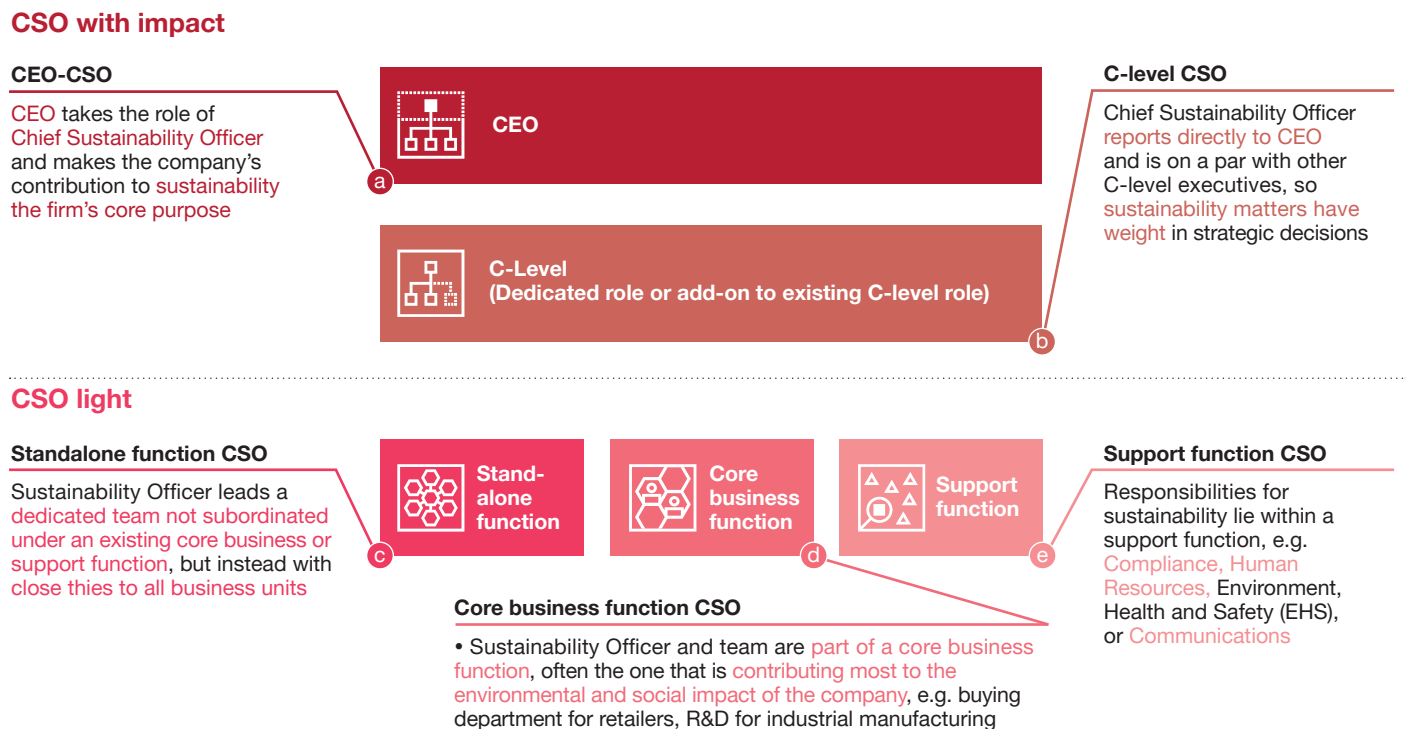 CSO with impact
CEO-CSO
CEO takes the role of
Chief Sustainability Officer
and makes the company's
contribution to sustainability
the firm's core purpose
a
CEO
C-level CSO
Chief Sustainability Officer
reports directly to CEO
and is on a par with other
C-level executives, so
sustainability matters have
weight in strategic decisions
C-Level
(Dedicated role or add-on to existing C-level role)
b
CSO light
Standalone function CSO
Sustainability Officer leads a
dedicated team not subordinated
under an existing core business or
support function, but instead with
close thies to all business units
Stand-
alone
function
c
Core
business
function
d
Support
function
e
Core business function CSO
• Sustainability Officer and team are part of a core business
function, often the one that is contributing most to the
environmental and social impact of the company, e.g. buying
department for retailers, R&D for industrial manufacturing
Support function CSO
Responsibilities for
sustainability lie within a
support function, e.g.
Compliance, Human
Resources, Environment,
Health and Safety (EHS),
or Communications